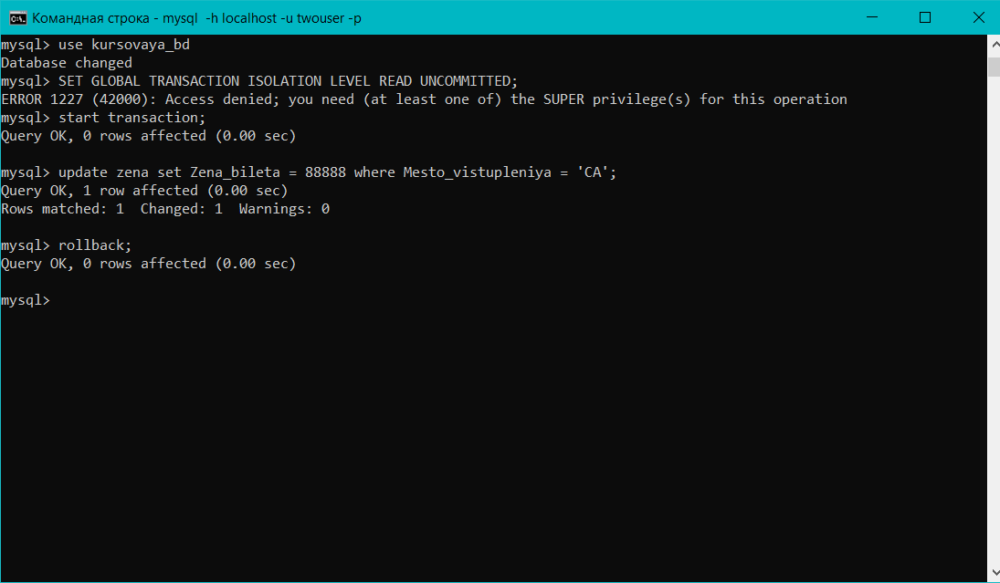 Командная строка - mysql  -h localhost -u twouser -p
mysql> use kursovaya_bd
Database changed
mysql> SET GLOBAL TRANSACTION ISOLATION LEVEL READ UNCOMMITTED;
ERROR 1227 (42000): Access denied; you need (at least one of) the SUPER privilege(s) for this operation
mysql> start transaction;
Query OK, 0 rows affected (0.00 sec)
mysql> update zena set Zena_bileta = 88888 where Mesto_vistupleniya = 'CA';
Query OK, 1 row affected (0.00 sec)
Rows matched: 1  Changed: 1  Warnings: 0
mysql> rollback;
Query OK, 0 rows affected (0.00 sec)
mysql>